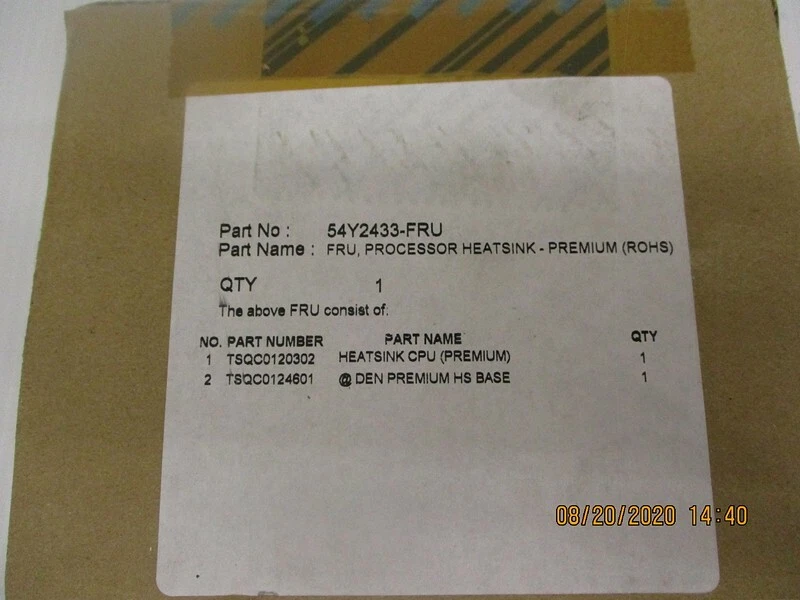 Part No : 54Y2433-FRU
Part Name : FRU, PROCESSOR HEATSINK - PREMIUM (ROHS)
QTY 1
The above FRU consist of.
NO. PART NUMBER PART NAME QTY
1 TSQC0120302 HEATSINK CPU (PREMIUM) 1
2 TSQC0124601 @ DEN PREMIUM HS BASE 1
08/20/2020 14:40